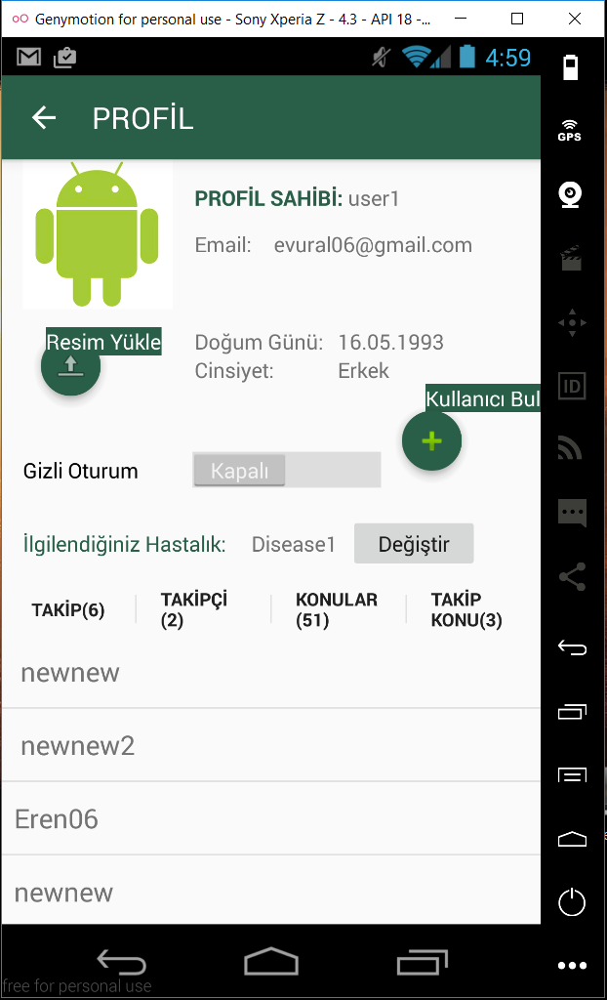 Genymotion for personal use - Sony Xperia Z - 4.3 - API 18 -...
4:59
GPS
PROFİL
PROFİL SAHİBİ: user1
Email: evural06@gmail.com
Resim Yükle
Doğum Günü: 16.05.1993
Cinsiyet: Erkek
Kullanıcı Bul
ID
Gizli Oturum Kapalı
İlgilendiğiniz Hastalık: Disease1 Değiştir
TAKİP(6)
TAKİPÇİ
(2)
KONULAR
(51)
TAKİP
KONU(3)
newnew
newnew2
Eren06
newnew
free for personal use